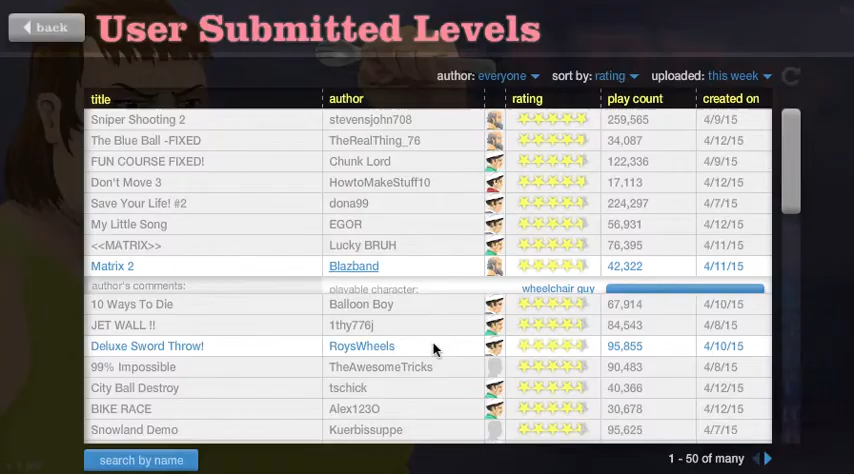 back
User Submitted Levels
author: everyone sort by: rating uploaded: this week
title author rating play count created on
Sniper Shooting 2 stevensjohn708 259,565 4/9/15
The Blue Ball -FIXED TheRealThing_76 34,087 4/12/15
FUN COURSE FIXED! Chunk Lord 122,336 4/9/15
Don't Move 3 HowtoMakeStuff10 17,113 4/12/15
Save Your Life! #2 dona99 224,297 4/7/15
My Little Song EGOR 56,931 4/12/15
<<MATRIX>> Lucky BRUH 76,395 4/11/15
Matrix 2 Blazband 42,322 4/11/15
author's comments: playable character: wheelchair guy
10 Ways To Die Balloon Boy 67,914 4/10/15
JET WALL !! 1thy776j 84,543 4/8/15
Deluxe Sword Throw! RoysWheels 95,855 4/10/15
99% Impossible TheAwesomeTricks 90,483 4/8/15
City Ball Destroy tschick 40,366 4/12/15
BIKE RACE Alex123O 30,678 4/12/15
Snowland Demo Kuerbissuppe 95,625 4/7/15
search by name 1 - 50 of many